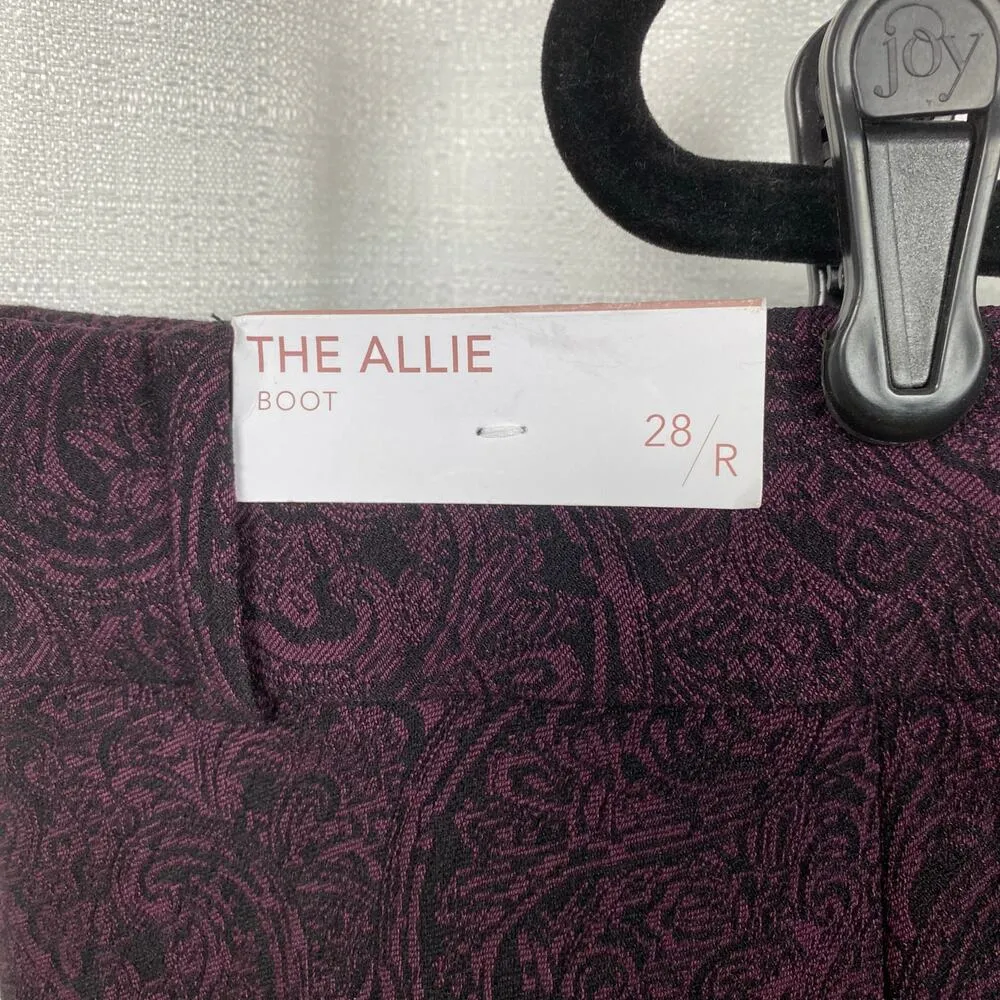 joy
THE ALLIE
BOOT
28/R